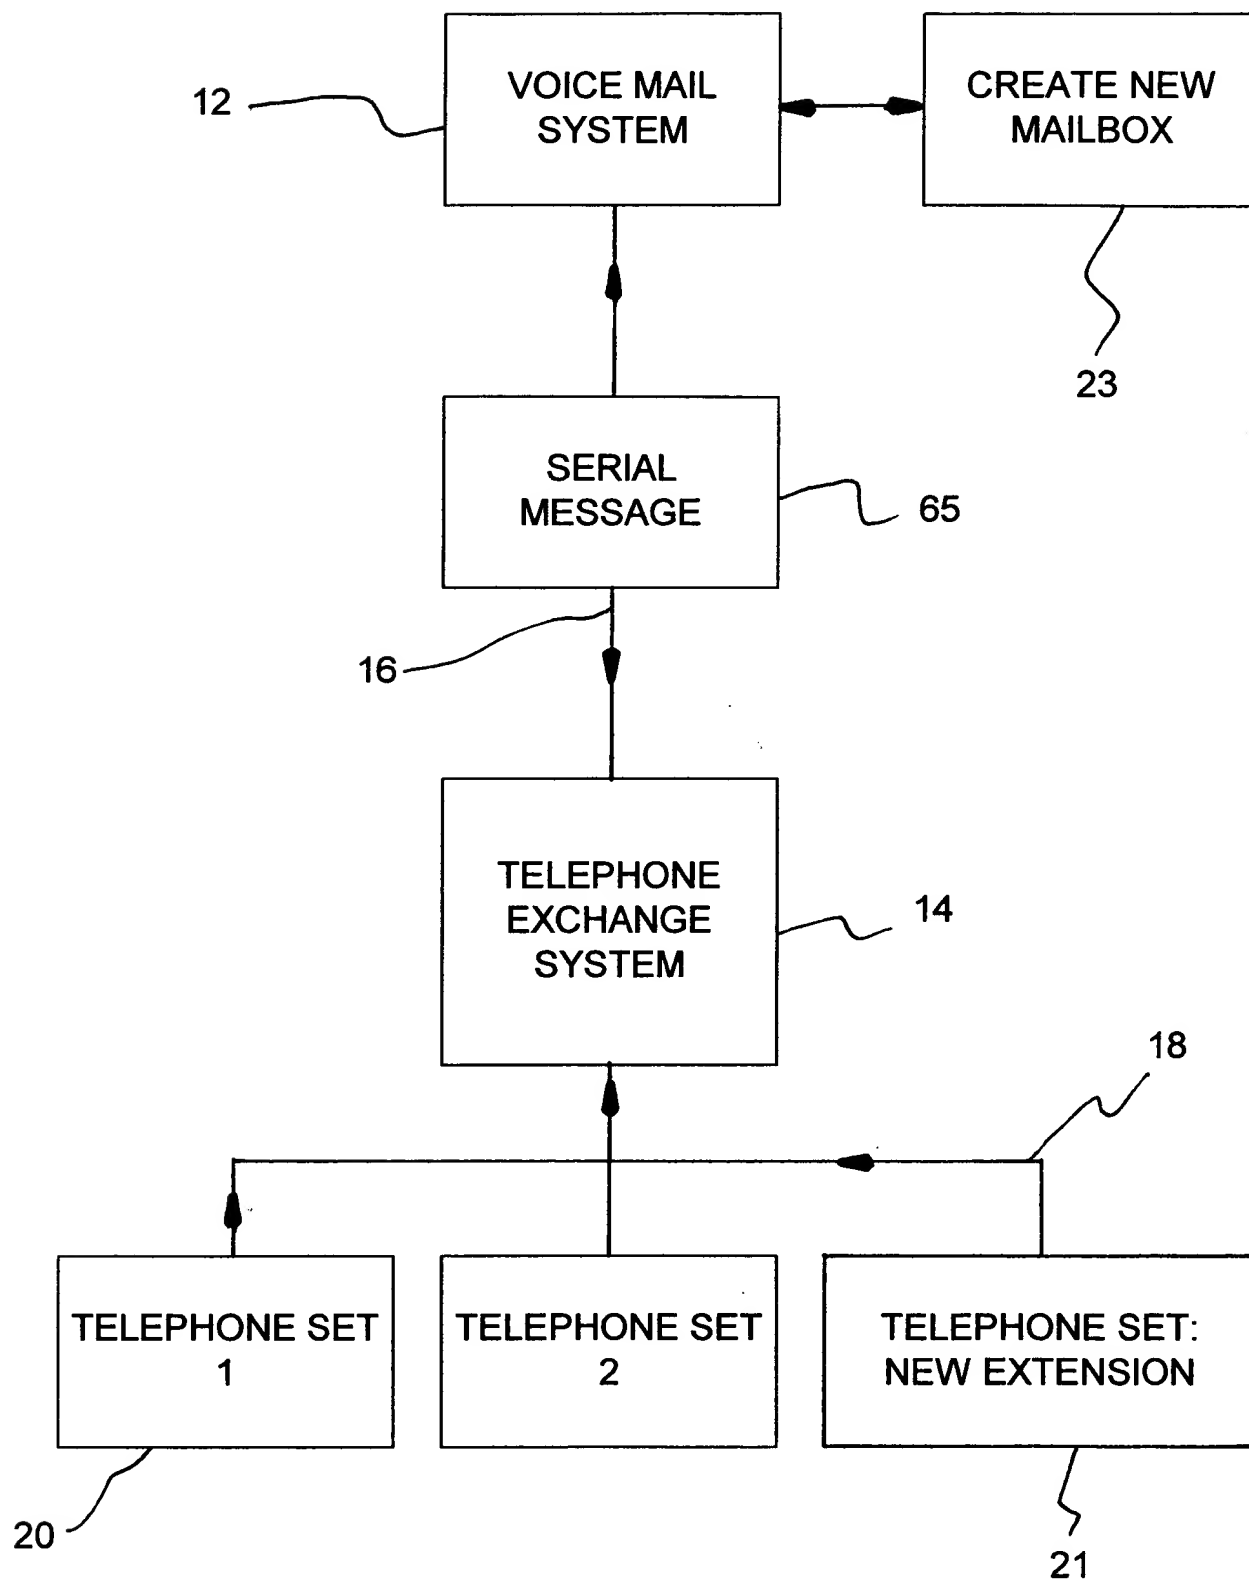 12
VOICE MAIL
SYSTEM
CREATE NEW
MAILBOX
23
SERIAL
MESSAGE
65
16
TELEPHONE
EXCHANGE
SYSTEM
14
18
TELEPHONE SET
1
TELEPHONE SET
2
TELEPHONE SET:
NEW EXTENSION
20
21